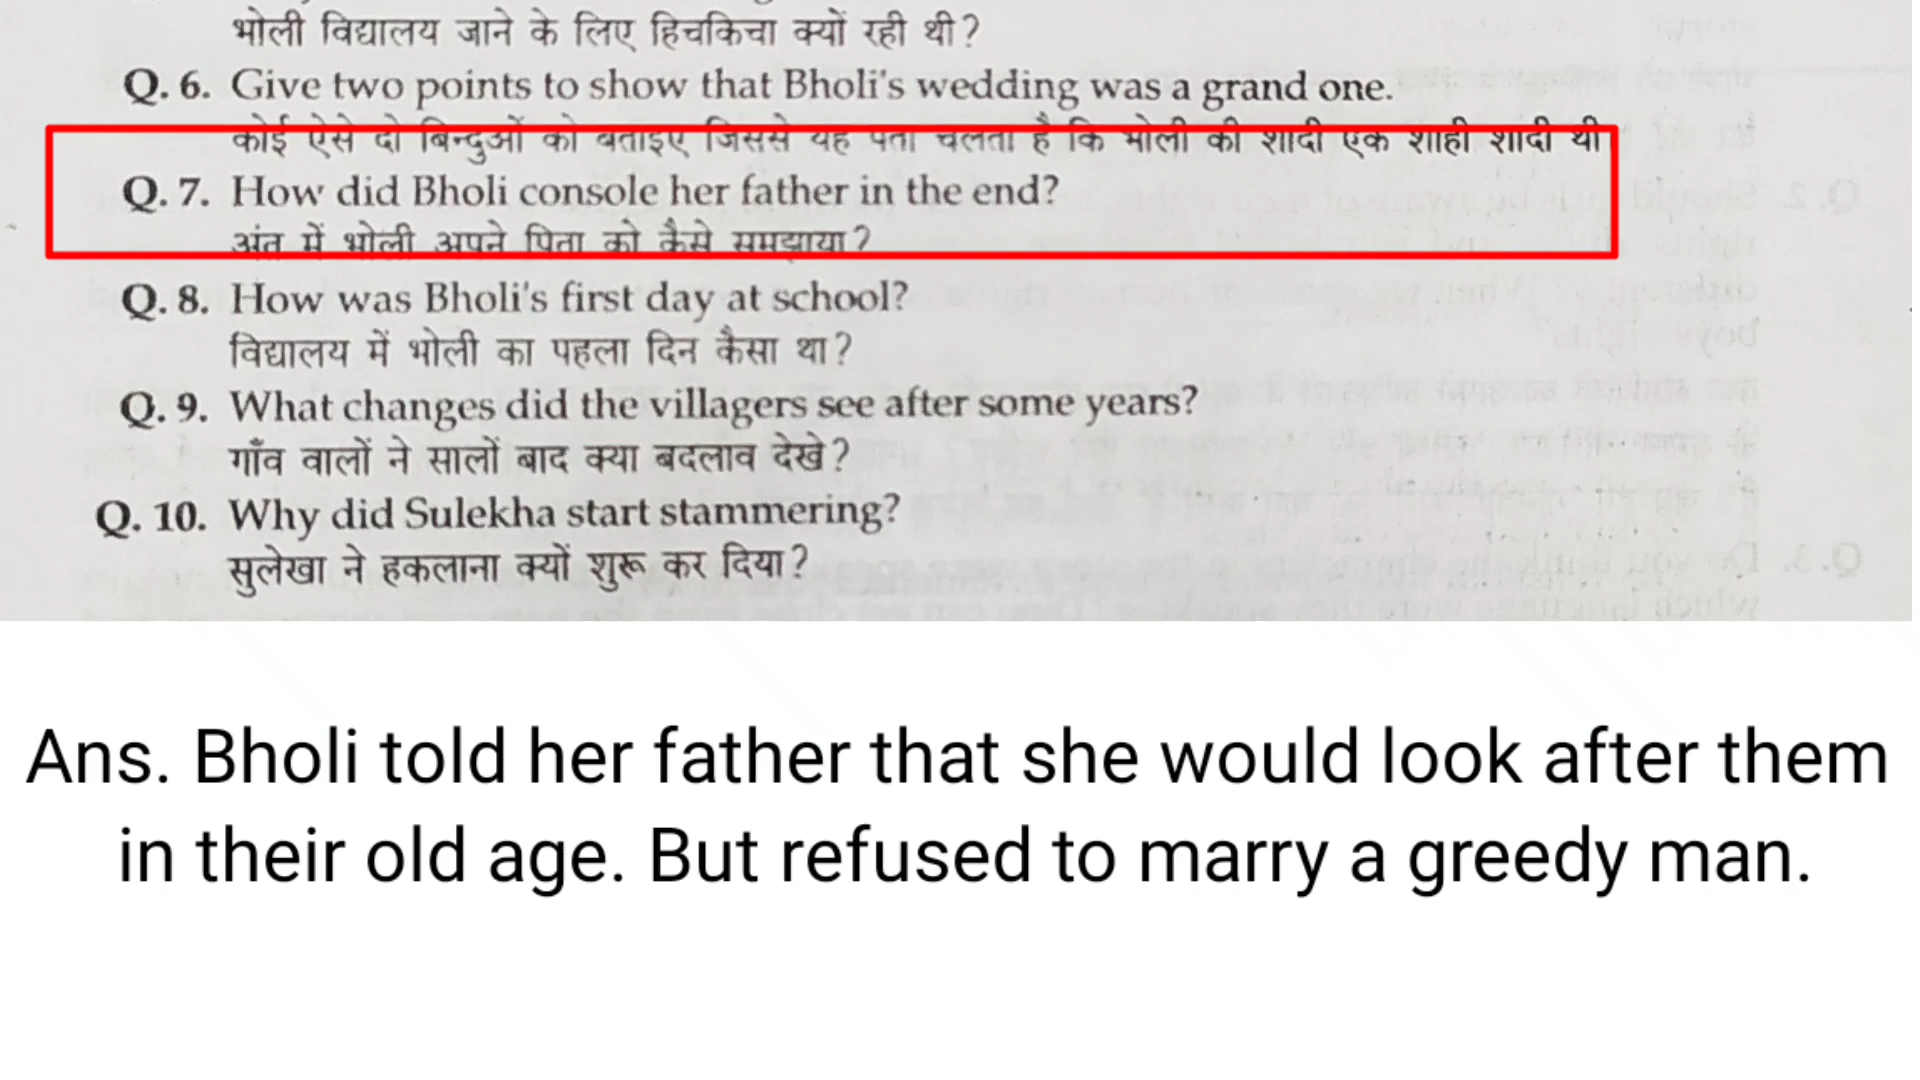 भोली विद्यालय जाने के लिए हिचकिचा क्यों रही थी?
Q. 6. Give two points to show that Bholi's wedding was a grand one.
कोई ऐसे दो बिन्दुओं को बताइए जिससे यह पता चलता है कि भोली की शादी एक शाही शादी थी
Q. 7. How did Bholi console her father in the end?
अंत में भोली अपने पिता को कैसे समझाया?
Q. 8. How was Bholi's first day at school?
विद्यालय में भोली का पहला दिन कैसा था?
Q. 9. What changes did the villagers see after some years?
गाँव वालों ने सालों बाद क्या बदलाव देखे?
Q. 10. Why did Sulekha start stammering?
सुलेखा ने हकलाना क्यों शुरू कर दिया?
Ans. Bholi told her father that she would look after them
in their old age. But refused to marry a greedy man.